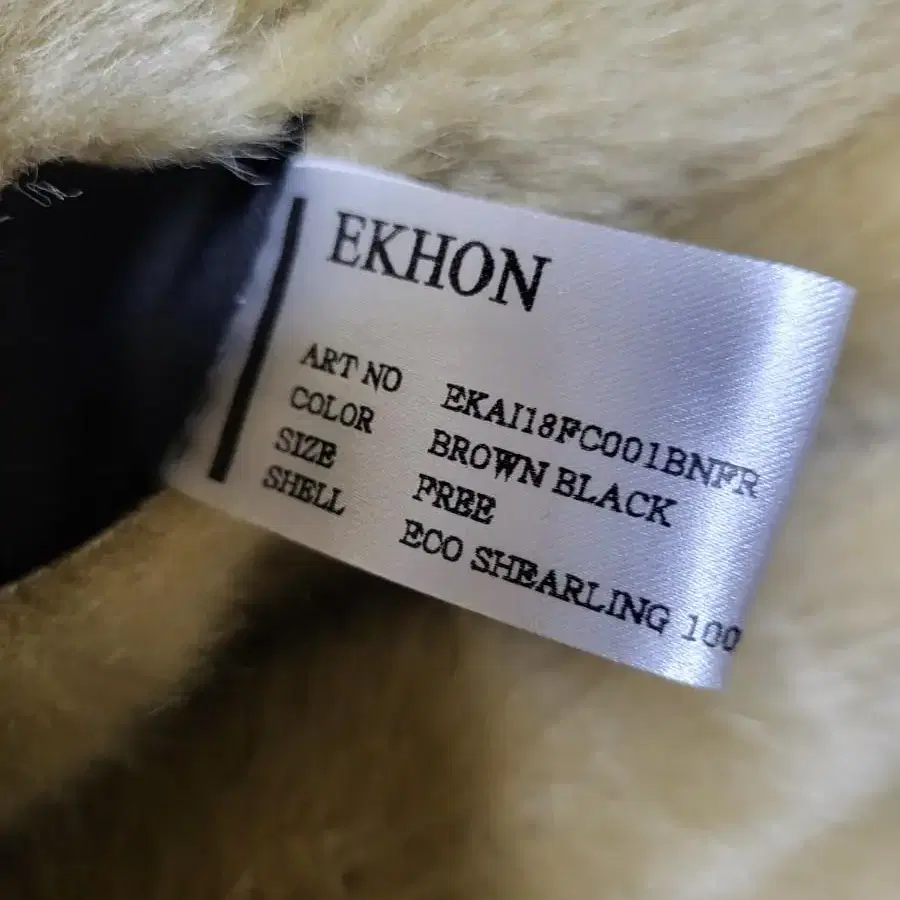 EKHON
ART NO EKAI18FC001BNFR
COLOR BROWN BLACK
SIZE FREE
SHELL ECO SHEARLING 100